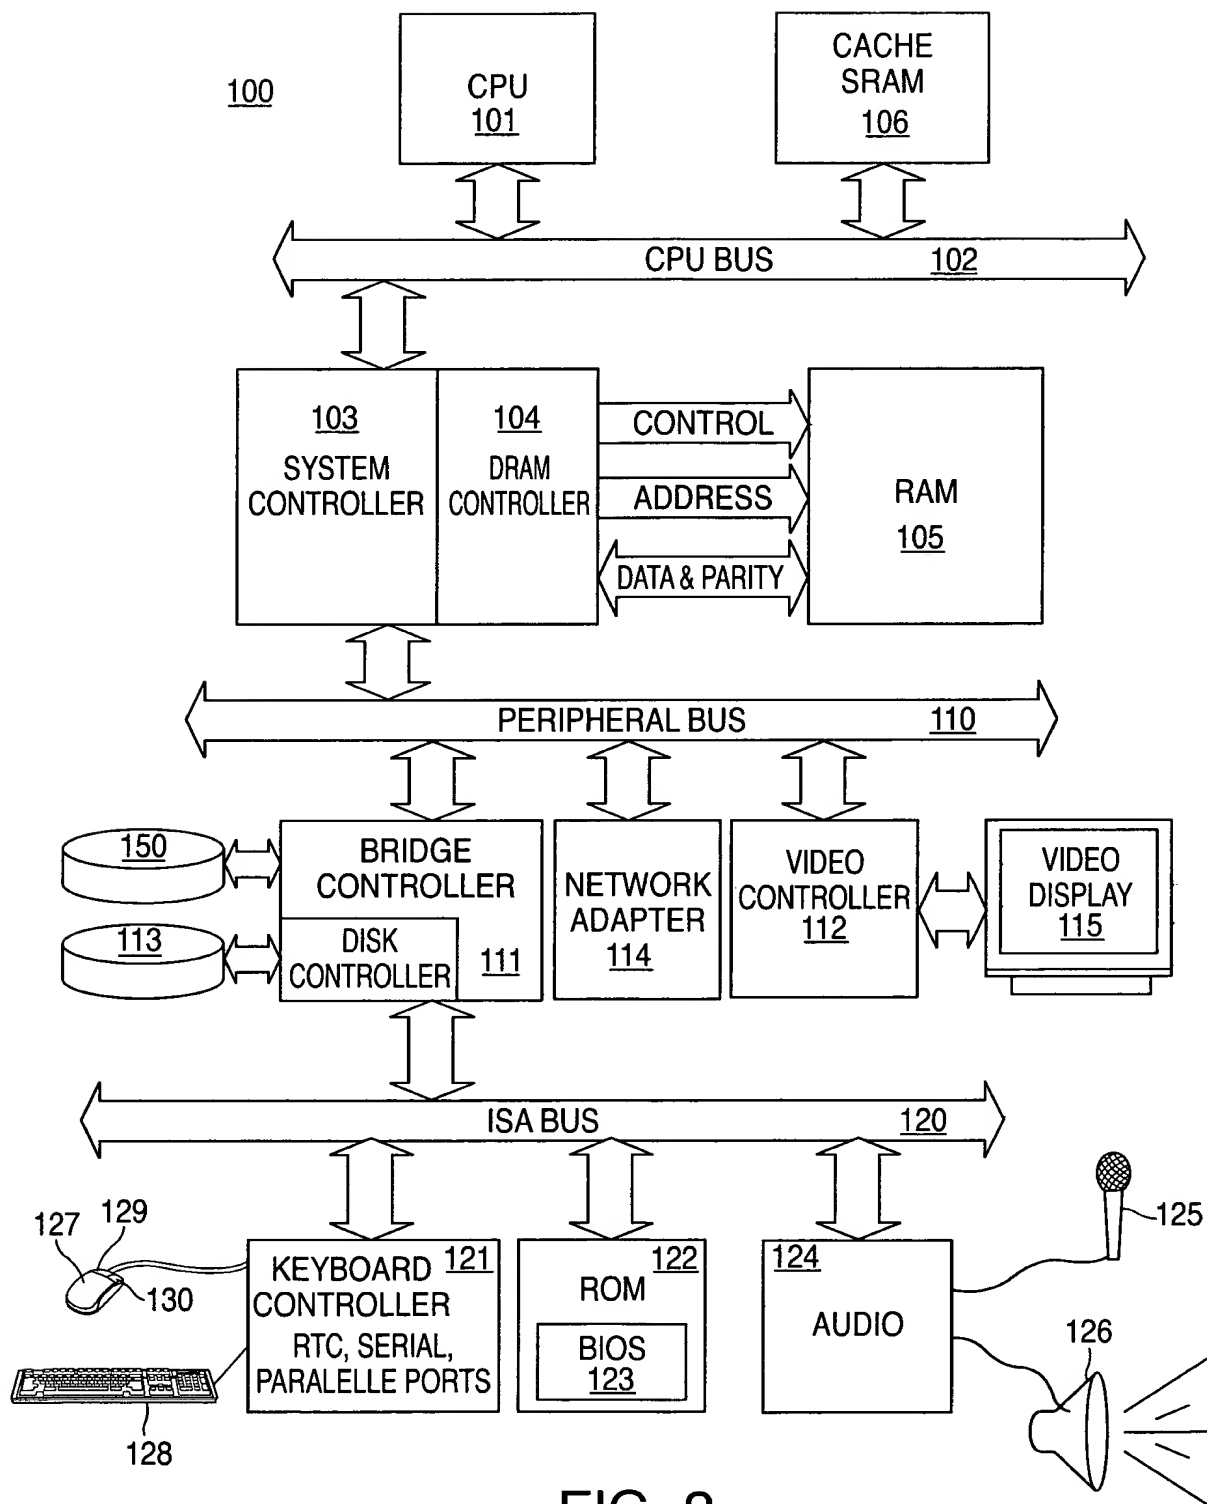 100
CPU
101
CACHE
SRAM
106
CPU BUS 102
103
SYSTEM
CONTROLLER
104
DRAM
CONTROLLER
CONTROL
ADDRESS
DATA & PARITY
RAM
105
PERIPHERAL BUS 110
150
113
BRIDGE
CONTROLLER
DISK
CONTROLLER
111
NETWORK
ADAPTER
114
VIDEO
CONTROLLER
112
VIDEO
DISPLAY
115
ISA BUS 120
127
129
130
128
121
KEYBOARD
CONTROLLER
RTC, SERIAL,
PARALELLE PORTS
122
ROM
BIOS
123
124
AUDIO
125
126